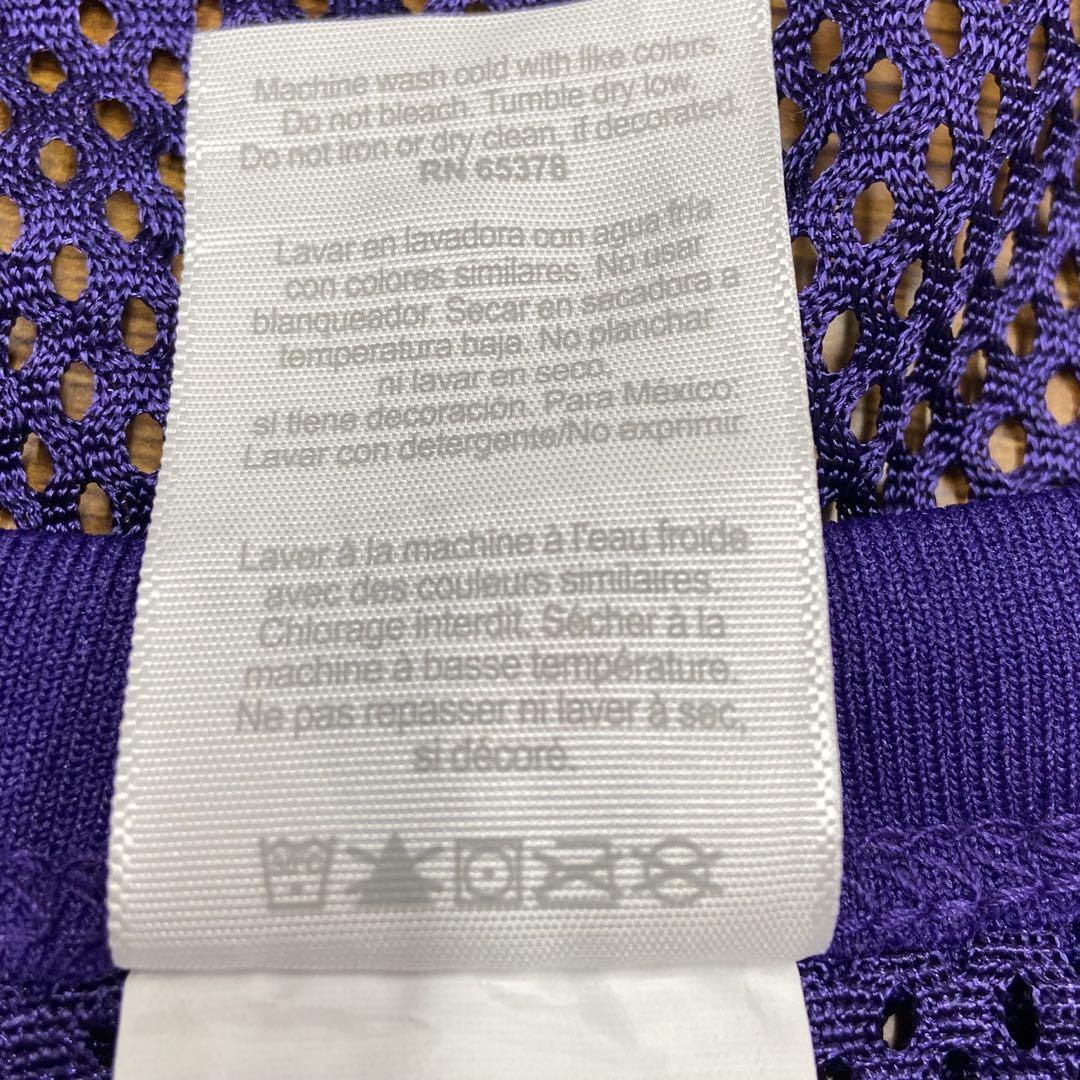 Machine wash cold with like colors.
Do not bleach. Tumble dry low.
Do not iron or dry clean, if decorated.
RN 65378
Lavar en lavadora con agua fría
con colores similares. No usar
blanqueador. Secar en secadora a
temperatura baja. No planchar
ni lavar en seco.
si tiene decoración. Para México:
Lavar con detergente/No exprimir.
Laver à la machine à l'eau froide
avec des couleurs similaires.
Chlorage interdit. Sécher à la
machine à basse température.
Ne pas repasser ni laver à sec,
si décoré.